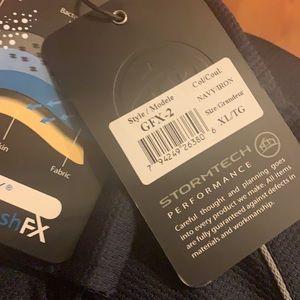 Bacte
kin
Fabric
shFX
Style / Modele
GFX-2
Col/Coul.
NAVY/IRON
Size/Grandeur
XL/TG
7 94249 26380 6
STORMTECH
PERFORMANCE
Careful thought and planning goes
into every product we make. All items
are fully guaranteed against defects in
materials and workmanship.